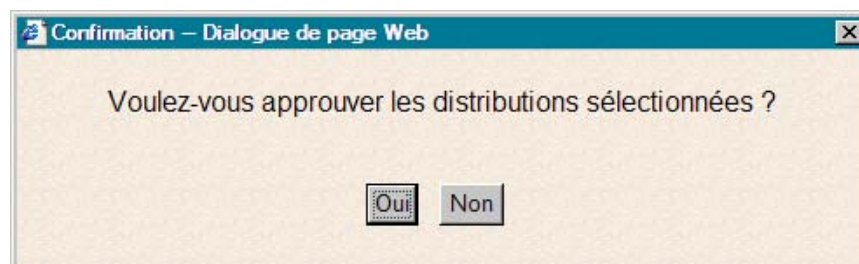 Confirmation – Dialogue de page Web
Voulez-vous approuver les distributions sélectionnées ?
Oui Non